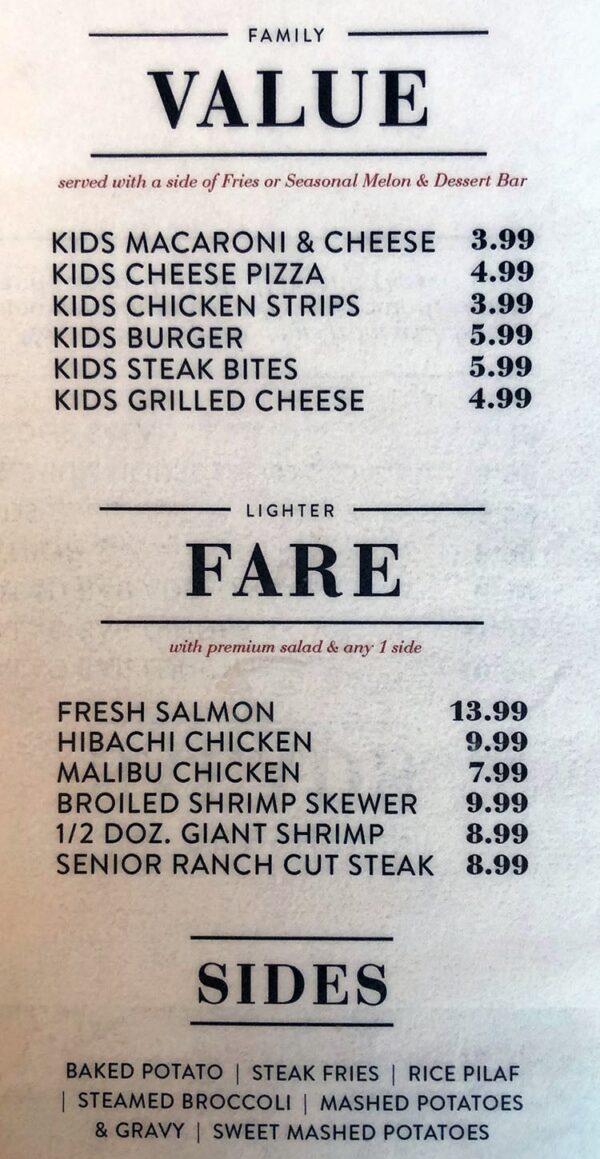 FAMILY
VALUE
served with a side of Fries or Seasonal Melon & Dessert Bar
KIDS MACARONI & CHEESE 3.99
KIDS CHEESE PIZZA 4.99
KIDS CHICKEN STRIPS 3.99
KIDS BURGER 5.99
KIDS STEAK BITES 5.99
KIDS GRILLED CHEESE 4.99
LIGHTER
FARE
with premium salad & any 1 side
FRESH SALMON 13.99
HIBACHI CHICKEN 9.99
MALIBU CHICKEN 7.99
BROILED SHRIMP SKEWER 9.99
1/2 DOZ. GIANT SHRIMP 8.99
SENIOR RANCH CUT STEAK 8.99
SIDES
BAKED POTATO | STEAK FRIES | RICE PILAF
| STEAMED BROCCOLI | MASHED POTATOES
& GRAVY | SWEET MASHED POTATOES